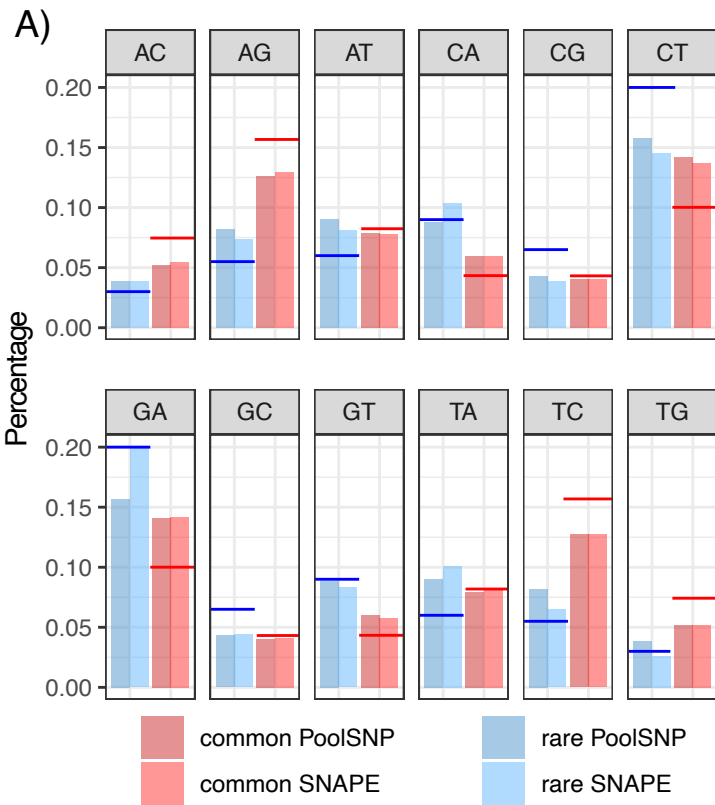 A)
AC AG AT CA CG CT
0.20
0.15
0.10
0.05
0.00
Percentage
GA GC GT TA TC TG
0.20
0.15
0.10
0.05
0.00
common PoolSNP rare PoolSNP
common SNAPE rare SNAPE